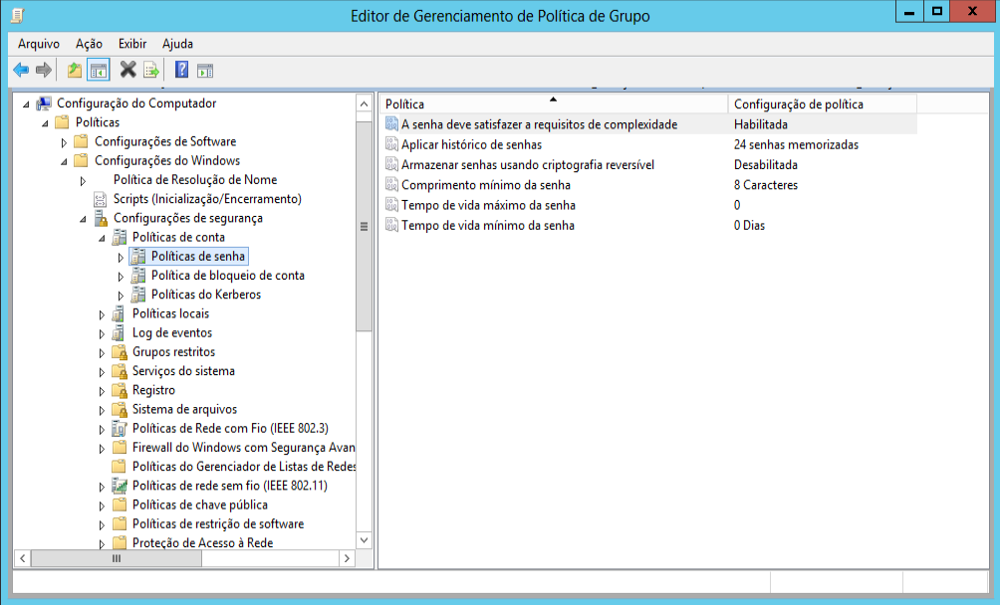 Editor de Gerenciamento de Política de Grupo
Arquivo Ação Exibir Ajuda
Configuração do Computador
Políticas
Configurações de Software
Configurações do Windows
Política de Resolução de Nome
Scripts (Inicialização/Encerramento)
Configurações de segurança
Políticas de conta
Políticas de senha
Política de bloqueio de conta
Políticas do Kerberos
Políticas locais
Log de eventos
Grupos restritos
Serviços do sistema
Registro
Sistema de arquivos
Políticas de Rede com Fio (IEEE 802.3)
Firewall do Windows com Segurança Avan
Políticas do Gerenciador de Listas de Redes
Políticas de rede sem fio (IEEE 802.11)
Políticas de chave pública
Políticas de restrição de software
Proteção de Acesso à Rede
Política Configuração de política
A senha deve satisfazer a requisitos de complexidade Habilitada
Aplicar histórico de senhas 24 senhas memorizadas
Armazenar senhas usando criptografia reversível Desabilitada
Comprimento mínimo da senha 8 Caracteres
Tempo de vida máximo da senha 0
Tempo de vida mínimo da senha 0 Dias